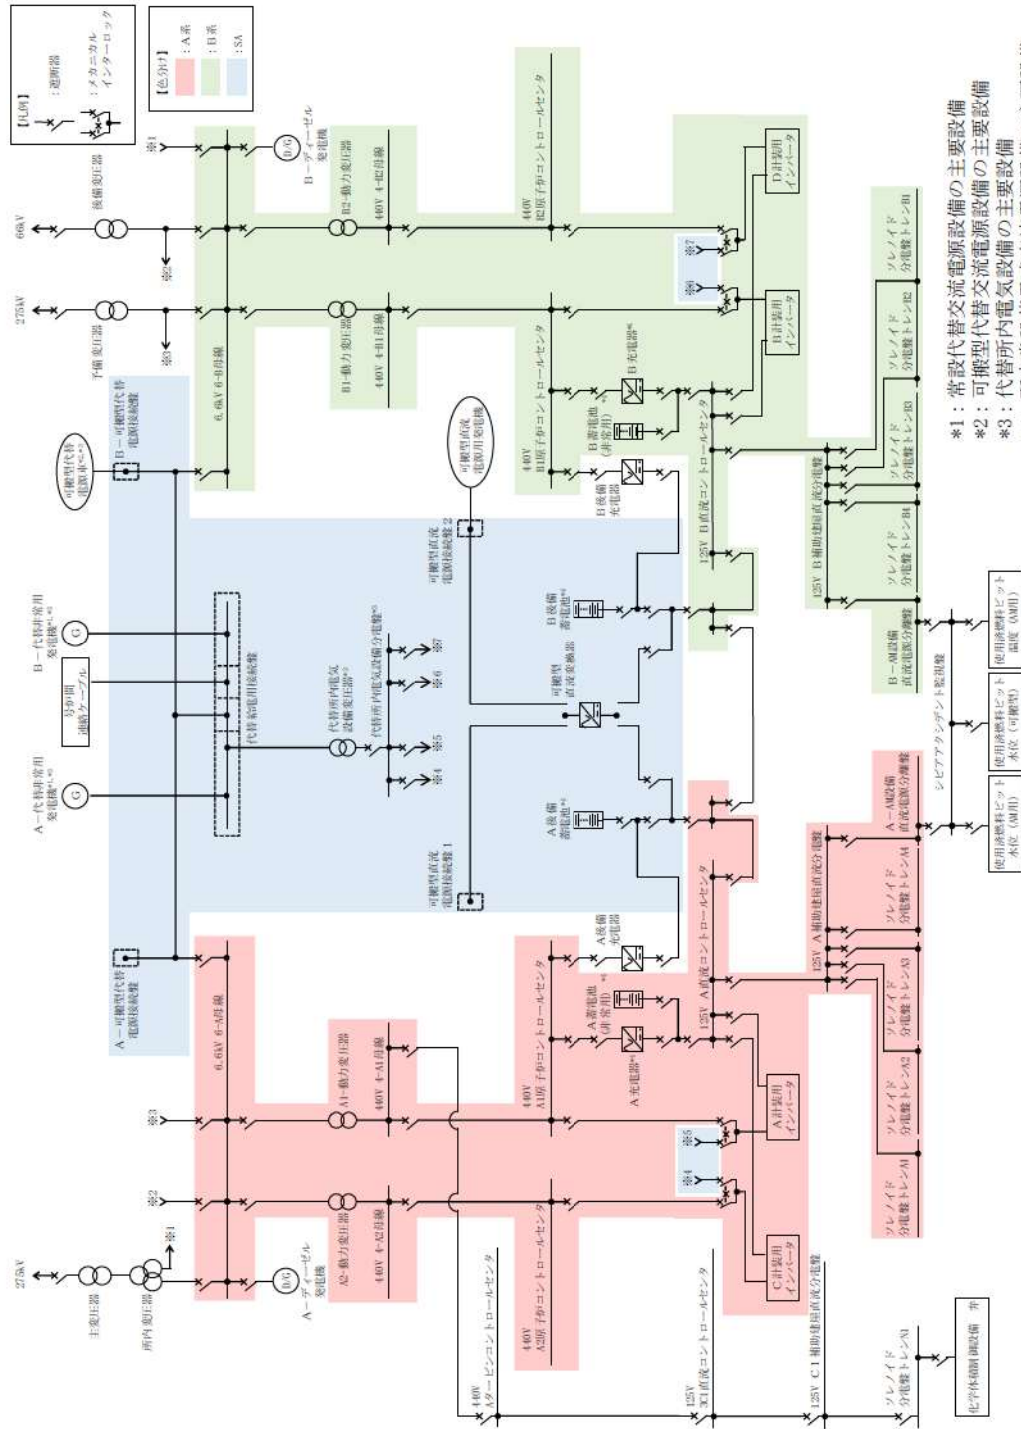 【凡例】
：遮断器
：メカニカル
インターロック
【色分け】
：A系
：B系
：SA
275kV
主変圧器
所内変圧器
※1
※2
※3
6.6kV 6-A母線
D/G
A－ディーゼル
発電機
A2-動力変圧器
A1-動力変圧器
440V 4-A2母線
440V 4-A1母線
440V
A2原子炉コントロールセンタ
440V
A1原子炉コントロールセンタ
440V
Aタービンコントロールセンタ
A－可搬型代替
電源接続盤
A－代替非常用
発電機*1,*3
G
号炉間
連絡ケーブル
B－代替非常用
発電機*1,*3
G
可搬型代替
電源車*2,*3
B－可搬型代替
電源接続盤
代替給電用接続盤
代替所内電気
設備変圧器*3
代替所内電気設備分電盤*3
※4
※5
※6
※7
275kV
予備変圧器
※3
66kV
後備変圧器
※2
※1
6.6kV 6-B母線
D/G
B－ディーゼル
発電機
B1-動力変圧器
B2-動力変圧器
440V 4-B1母線
440V 4-B2母線
440V
B1原子炉コントロールセンタ
440V
B2原子炉コントロールセンタ
可搬型直流
電源接続盤1
可搬型直流
電源接続盤2
可搬型直流
電源用発電機
可搬型
直流変換器
A後備
蓄電池
B後備
蓄電池
A充電器
A蓄電池
(非常用)
A後備
充電器
B後備
充電器
B蓄電池
(非常用)
B充電器
※4
※5
※6
※7
C計装用
インバータ
A計装用
インバータ
B計装用
インバータ
D計装用
インバータ
125V
3C1直流コントロールセンタ
125V A直流コントロールセンタ
125V B直流コントロールセンタ
125V C1補助建屋直流分電盤
125V A補助建屋直流分電盤
125V B補助建屋直流分電盤
ソレノイド
分電盤トレンN1
ソレノイド
分電盤トレンA1
ソレノイド
分電盤トレンA2
ソレノイド
分電盤トレンA3
ソレノイド
分電盤トレンA4
A－AM設備
直流電源分離盤
B－AM設備
直流電源分離盤
ソレノイド
分電盤トレンB4
ソレノイド
分電盤トレンB3
ソレノイド
分電盤トレンB2
ソレノイド
分電盤トレンB1
シビアアクシデント監視盤
化学体積制御設備 弁
使用済燃料ピット
水位（AM用）
使用済燃料ピット
水位（可搬型）
使用済燃料ピット
温度（AM用）
*1：常設代替交流電源設備の主要設備
*2：可搬型代替交流電源設備の主要設備
*3：代替所内電気設備の主要設備